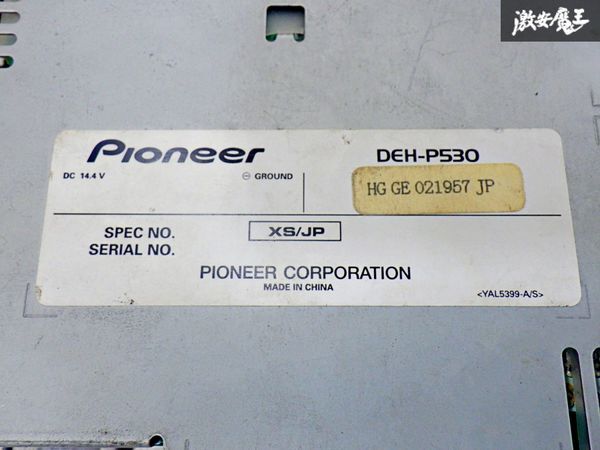 激安魔王
Pioneer
DEH-P530
DC 14.4 V
⊖ GROUND
HG GE 021957 JP
SPEC NO.
XS/JP
SERIAL NO.
PIONEER CORPORATION
MADE IN CHINA
<YAL5399-A/S>